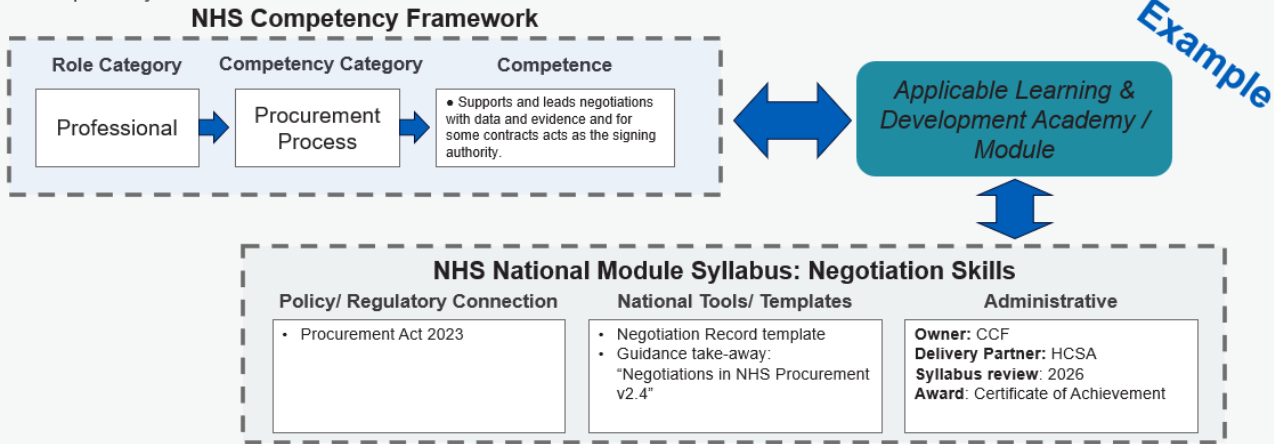 NHS Competency Framework
Example
Role Category
Competency Category
Competence
Professional
Procurement
Process
● Supports and leads negotiations
with data and evidence and for
some contracts acts as the signing
authority.
Applicable Learning &
Development Academy /
Module
NHS National Module Syllabus: Negotiation Skills
Policy/ Regulatory Connection
• Procurement Act 2023
National Tools/ Templates
• Negotiation Record template
• Guidance take-away:
“Negotiations in NHS Procurement
v2.4”
Administrative
Owner: CCF
Delivery Partner: HCSA
Syllabus review: 2026
Award: Certificate of Achievement